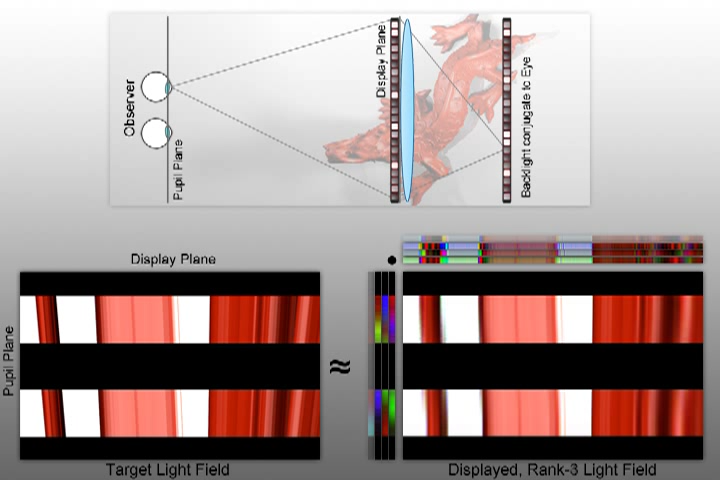 Observer
Pupil Plane
Display Plane
Backlight conjugate to Eye
Display Plane
Pupil Plane
≈
Target Light Field
Displayed, Rank-3 Light Field